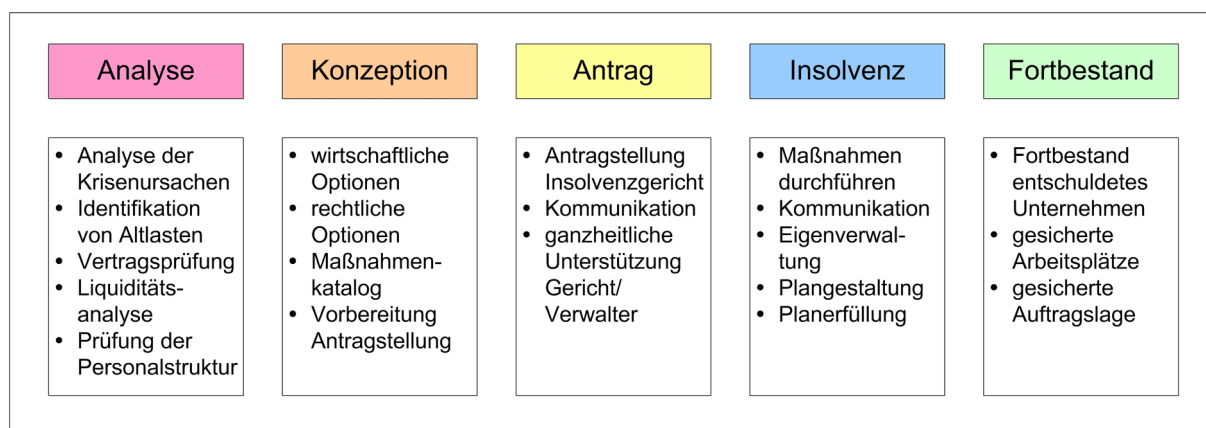 Analyse
Konzeption
Antrag
Insolvenz
Fortbestand
• Analyse der
Krisenursachen
• Identifikation
von Altlasten
• Vertragsprüfung
• Liquiditäts-
analyse
• Prüfung der
Personalstruktur
• wirtschaftliche
Optionen
• rechtliche
Optionen
• Maßnahmen-
katalog
• Vorbereitung
Antragstellung
• Antragstellung
Insolvenzgericht
• Kommunikation
• ganzheitliche
Unterstützung
Gericht/
Verwalter
• Maßnahmen
durchführen
• Kommunikation
• Eigenverwal-
tung
• Plangestaltung
• Planerfüllung
• Fortbestand
entschuldetes
Unternehmen
• gesicherte
Arbeitsplätze
• gesicherte
Auftragslage